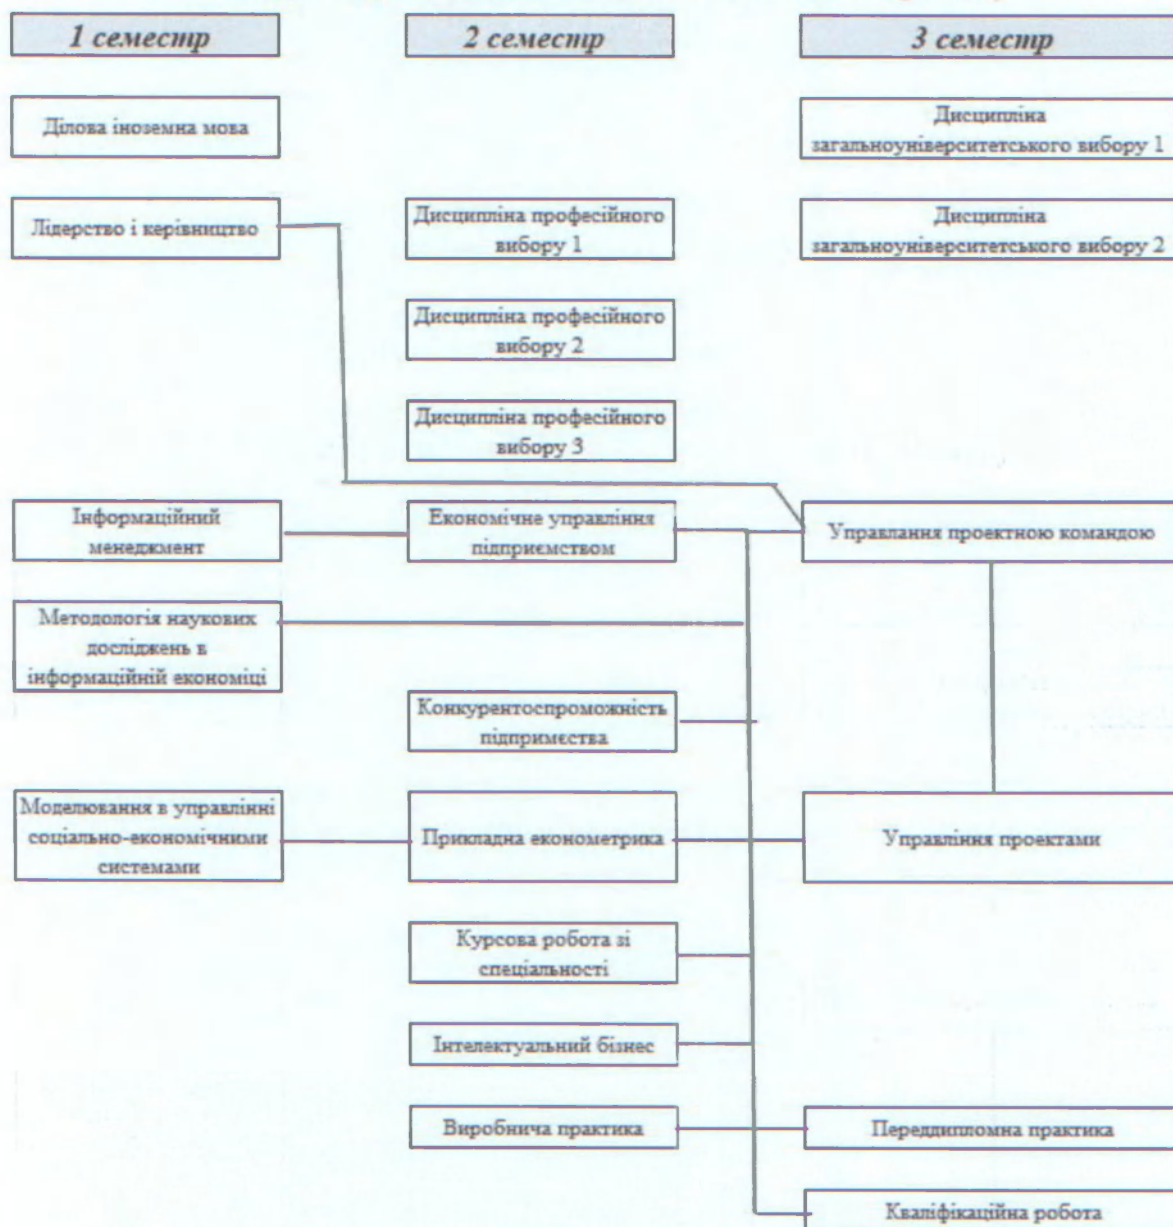 1 семестр
2 семестр
3 семестр
Ділова іноземна мова
Дисципліна
загальноуніверситетського вибору 1
Лідерство і керівництво
Дисципліна професійного
вибору 1
Дисципліна
загальноуніверситетського вибору 2
Дисципліна професійного
вибору 2
Дисципліна професійного
вибору 3
Інформаційний
менеджмент
Економічне управління
підприємством
Управлання проектною командою
Методологія наукових
досліджень в
інформаційній економіці
Конкурентоспроможність
підпримєства
Моделювання в управлінні
соціально-економічними
системами
Прикладна економетрика
Управління проектами
Курсова робота зі
спеціальності
Інтелектуальний бізнес
Виробнича практика
Переддипломна практика
Кваліфікаційна робота